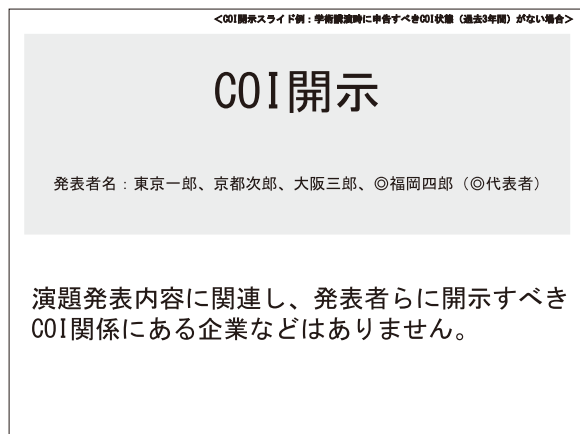 ＜COI開示スライド例：学術講演時に申告すべきCOI状態（過去3年間）がない場合＞
COI開示
発表者名：東京一郎、京都次郎、大阪三郎、◎福岡四郎（◎代表者）
演題発表内容に関連し、発表者らに開示すべき
COI関係にある企業などはありません。